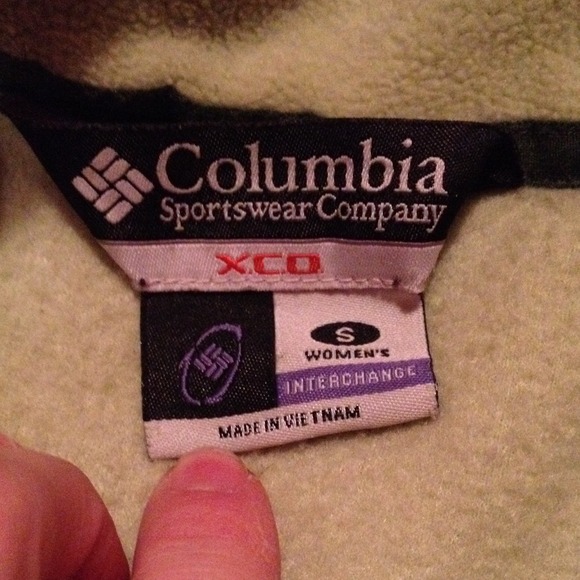 Columbia
Sportswear Company
XCO
S
WOMEN'S
INTERCHANGE
MADE IN VIETNAM